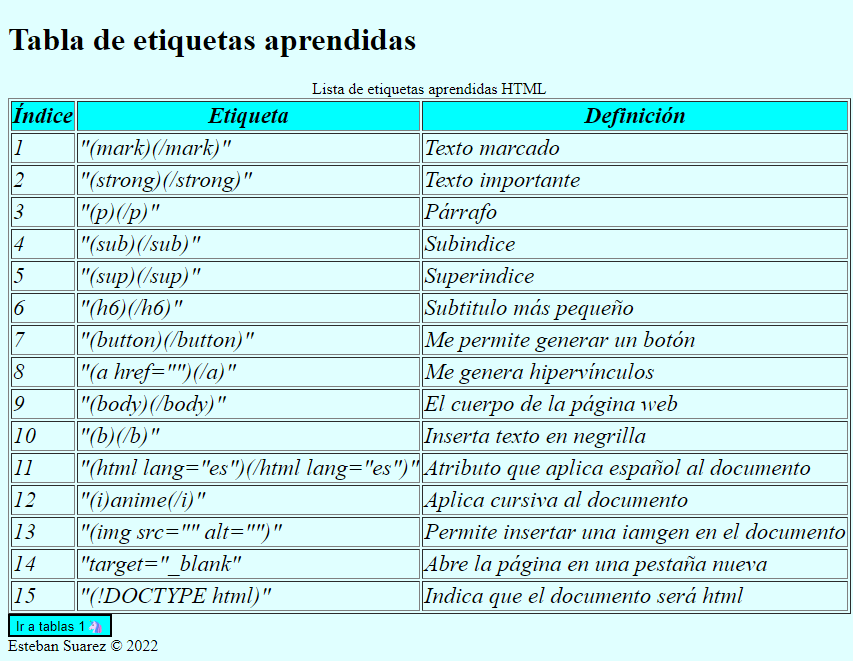 Tabla de etiquetas aprendidas
Lista de etiquetas aprendidas HTML
Índice Etiqueta Definición
1 "(mark)(/mark)" Texto marcado
2 "(strong)(/strong)" Texto importante
3 "(p)(/p)" Párrafo
4 "(sub)(/sub)" Subindice
5 "(sup)(/sup)" Superindice
6 "(h6)(/h6)" Subtitulo más pequeño
7 "(button)(/button)" Me permite generar un botón
8 "(a href="")(/a)" Me genera hipervínculos
9 "(body)(/body)" El cuerpo de la página web
10 "(b)(/b)" Inserta texto en negrilla
11 "(html lang="es")(/html lang="es")" Atributo que aplica español al documento
12 "(i)anime(/i)" Aplica cursiva al documento
13 "(img src="" alt="")" Permite insertar una iamgen en el documento
14 "target="_blank" Abre la página en una pestaña nueva
15 "(!DOCTYPE html)" Indica que el documento será html
Ir a tablas 1 🦄
Esteban Suarez © 2022